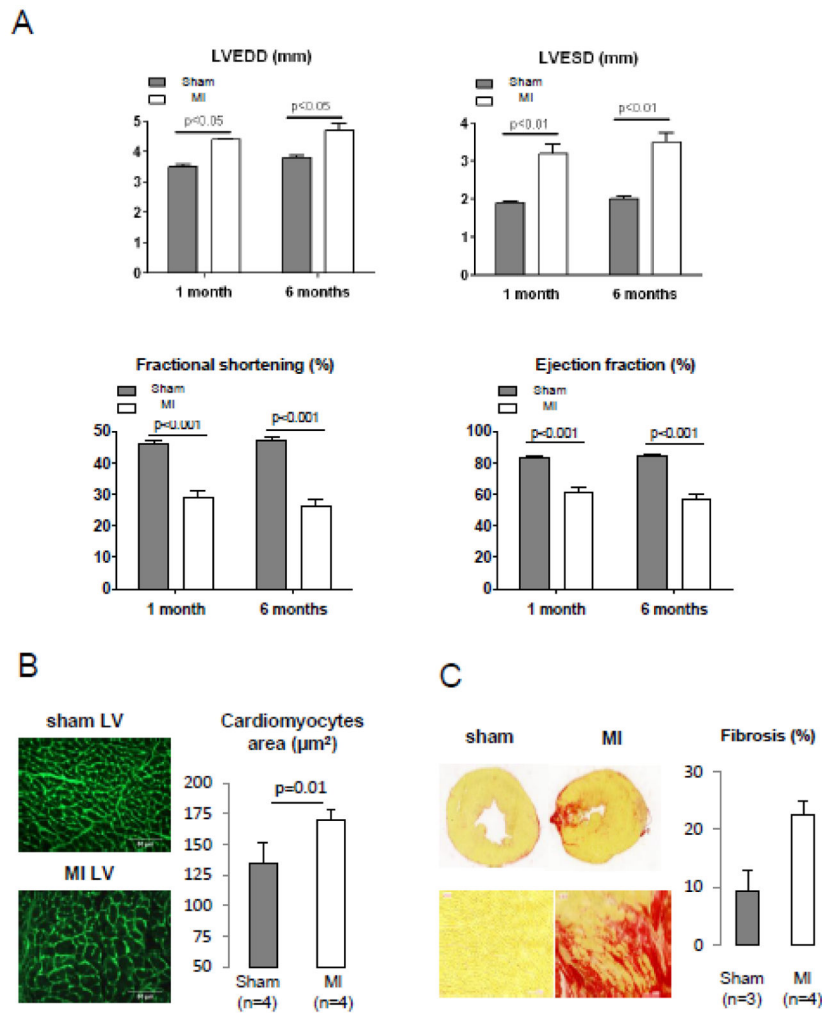 A
LVEDD (mm)
Sham
MI
p<0.05
p<0.05
5
4
3
2
1
0
1 month
6 months
LVESD (mm)
Sham
MI
p<0.01
p<0.01
4
3
2
1
0
1 month
6 months
Fractional shortening (%)
Sham
MI
p<0.001
p<0.001
50
40
30
20
10
0
1 month
6 months
Ejection fraction (%)
Sham
MI
p<0.001
p<0.001
100
80
60
40
20
0
1 month
6 months
B
sham LV
MI LV
Cardiomyocytes
area (µm²)
p=0.01
200
175
150
125
100
75
50
Sham
(n=4)
MI
(n=4)
C
sham
MI
Fibrosis (%)
30
20
10
0
Sham
(n=3)
MI
(n=4)